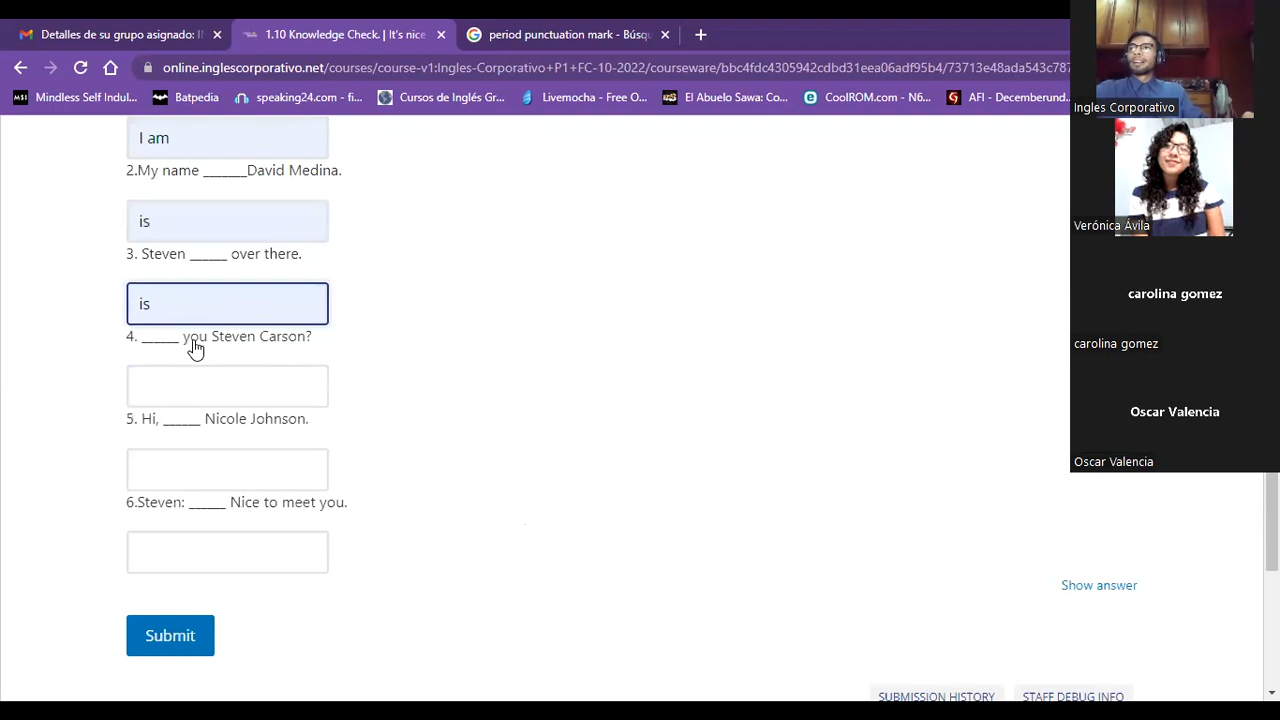 Detalles de su grupo asignado: II
1.10 Knowledge Check. | It's nice
period punctuation mark - Búsqu
online.inglescorporativo.net/courses/course-v1:Ingles-Corporativo+P1+FC-10-2022/courseware/bbc4fdc4305942cdbd31eea06adf95b4/73713e48ada543c787
Mindless Self Indul...
Batpedia
speaking24.com - fi...
Cursos de Inglés Gr...
Livemocha - Free O...
El Abuelo Sawa: Co...
CoolROM.com - N6...
AFI - Decemberund...
I am
2.My name _______David Medina.
is
3. Steven ______ over there.
is
4. ______ you Steven Carson?
5. Hi, ______ Nicole Johnson.
6.Steven: ______ Nice to meet you.
Show answer
Submit
SUBMISSION HISTORY
STAFF DEBUG INFO
Ingles Corporativo
Verónica Ávila
carolina gomez
carolina gomez
Oscar Valencia
Oscar Valencia